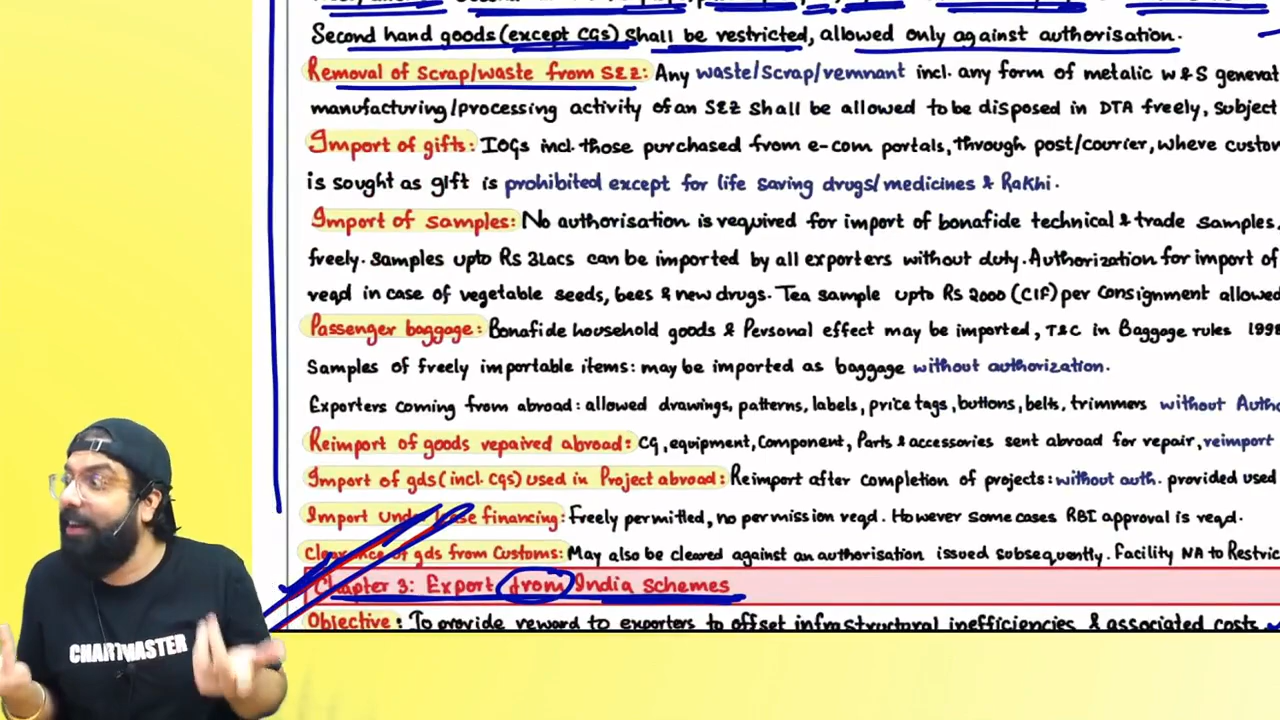 Second hand goods (except CGs) shall be restricted, allowed only against authorisation.
Removal of scrap/waste from SEZ: Any waste/scrap/remnant incl. any form of metalic w & S generat
manufacturing/processing activity of an SEZ shall be allowed to be disposed in DTA freely, subject
Import of gifts: IOGs incl. those purchased from e-com portals, through post/courier, where custom
is sought as gift is prohibited except for life saving drugs/medicines & Rakhi.
Import of samples: No authorisation is required for import of bonafide technical & trade samples.
freely. Samples upto Rs 3lacs can be imported by all exporters without duty. Authorization for import of
reqd in case of vegetable seeds, bees & new drugs. Tea sample upto Rs 2000 (CIF) per consignment allowed
Passenger baggage: Bonafide household goods & Personal effect may be imported, T&C in Baggage rules 1998
Samples of freely importable items: may be imported as baggage without authorization.
Exporters coming from abroad: allowed drawings, patterns, labels, price tags, buttons, belts, trimmers without Autho
Reimport of goods repaired abroad: CG, equipment, Component, Parts & accessories sent abroad for repair, reimport
Import of gds (incl. CGs) used in Project abroad: Reimport after completion of projects: without auth. provided used
Import under lease financing: Freely permitted, no permission reqd. However some cases RBI approval is reqd.
Clearance of gds from Customs: May also be cleared against an authorisation issued subsequently. Facility NA to Restric
Chapter 3: Export from India schemes
Objective: To provide reward to exporters to offset infrastructural inefficiencies & associated costs
CHARTMASTER